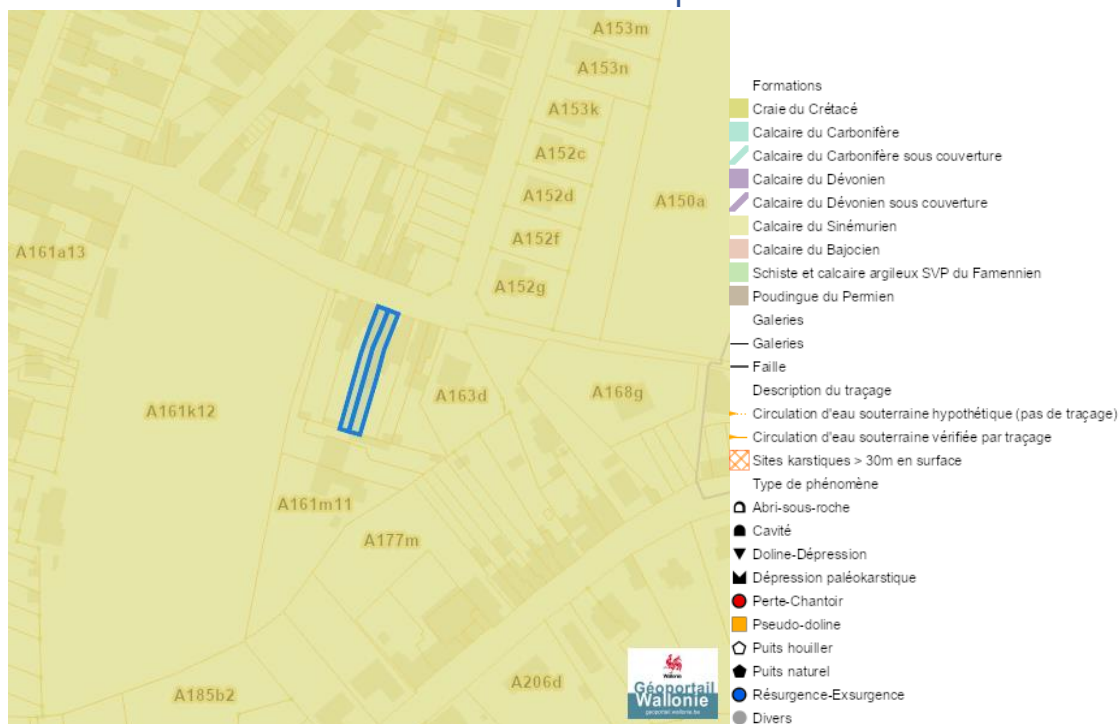 A153m
A153n
A153k
A152c
A152d
A150a
A152f
A161a13
A152g
A163d
A168g
A161k12
A161m11
A177m
A206d
A185b2
Wallonie
Géoportail
Wallonie
geoportail.wallonie.be
Formations
Craie du Crétacé
Calcaire du Carbonifère
Calcaire du Carbonifère sous couverture
Calcaire du Dévonien
Calcaire du Dévonien sous couverture
Calcaire du Sinémurien
Calcaire du Bajocien
Schiste et calcaire argileux SVP du Famennien
Poudingue du Permien
Galeries
Galeries
Faille
Description du traçage
Circulation d'eau souterraine hypothétique (pas de traçage)
Circulation d'eau souterraine vérifiée par traçage
Sites karstiques > 30m en surface
Type de phénomène
Abri-sous-roche
Cavité
Doline-Dépression
Dépression paléokarstique
Perte-Chantoir
Pseudo-doline
Puits houiller
Puits naturel
Résurgence-Exsurgence
Divers